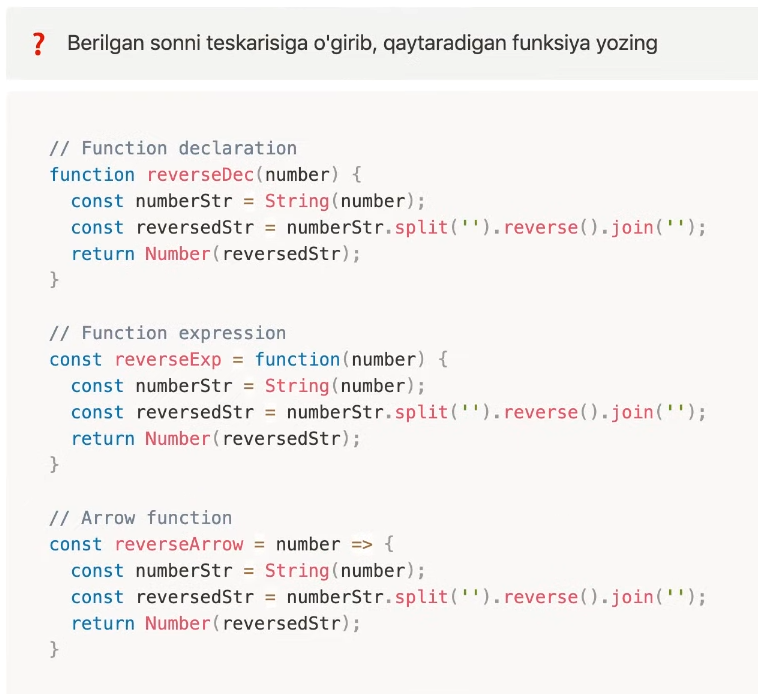 ❓ Berilgan sonni teskarisiga o'girib, qaytaradigan funksiya yozing
// Function declaration
function reverseDec(number) {
  const numberStr = String(number);
  const reversedStr = numberStr.split('').reverse().join('');
  return Number(reversedStr);
}
// Function expression
const reverseExp = function(number) {
  const numberStr = String(number);
  const reversedStr = numberStr.split('').reverse().join('');
  return Number(reversedStr);
}
// Arrow function
const reverseArrow = number => {
  const numberStr = String(number);
  const reversedStr = numberStr.split('').reverse().join('');
  return Number(reversedStr);
}